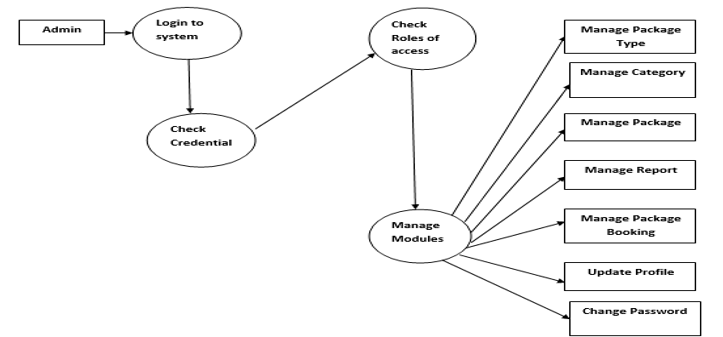 Admin
Login to
system
Check
Credential
Check
Roles of
access
Manage
Modules
Manage Package
Type
Manage Category
Manage Package
Manage Report
Manage Package
Booking
Update Profile
Change Password